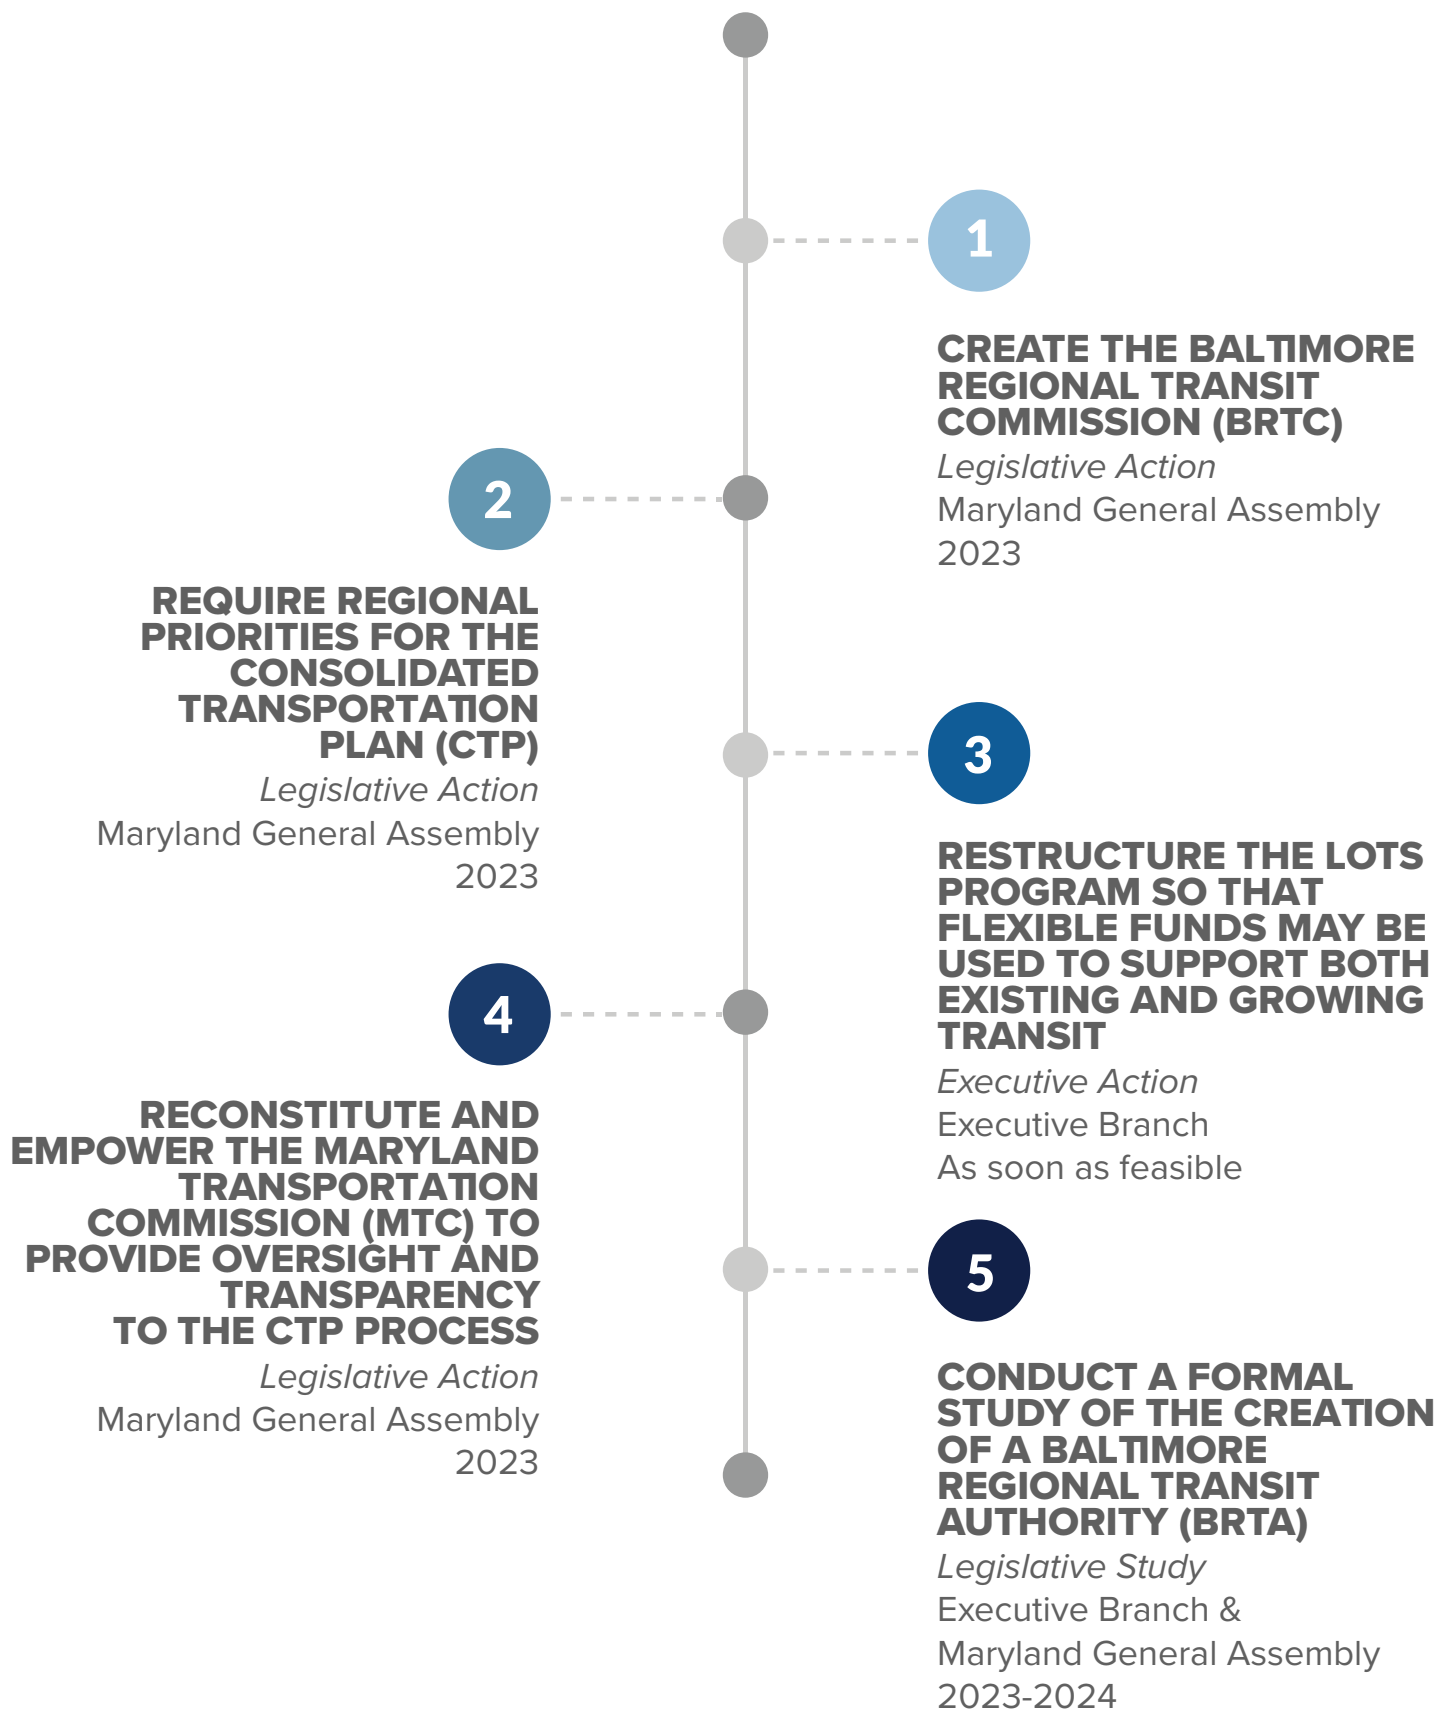 1
CREATE THE BALTIMORE
REGIONAL TRANSIT
COMMISSION (BRTC)
Legislative Action
Maryland General Assembly
2023
2
REQUIRE REGIONAL
PRIORITIES FOR THE
CONSOLIDATED
TRANSPORTATION
PLAN (CTP)
Legislative Action
Maryland General Assembly
2023
3
RESTRUCTURE THE LOTS
PROGRAM SO THAT
FLEXIBLE FUNDS MAY BE
USED TO SUPPORT BOTH
EXISTING AND GROWING
TRANSIT
Executive Action
Executive Branch
As soon as feasible
4
RECONSTITUTE AND
EMPOWER THE MARYLAND
TRANSPORTATION
COMMISSION (MTC) TO
PROVIDE OVERSIGHT AND
TRANSPARENCY
TO THE CTP PROCESS
Legislative Action
Maryland General Assembly
2023
5
CONDUCT A FORMAL
STUDY OF THE CREATION
OF A BALTIMORE
REGIONAL TRANSIT
AUTHORITY (BRTA)
Legislative Study
Executive Branch &
Maryland General Assembly
2023-2024